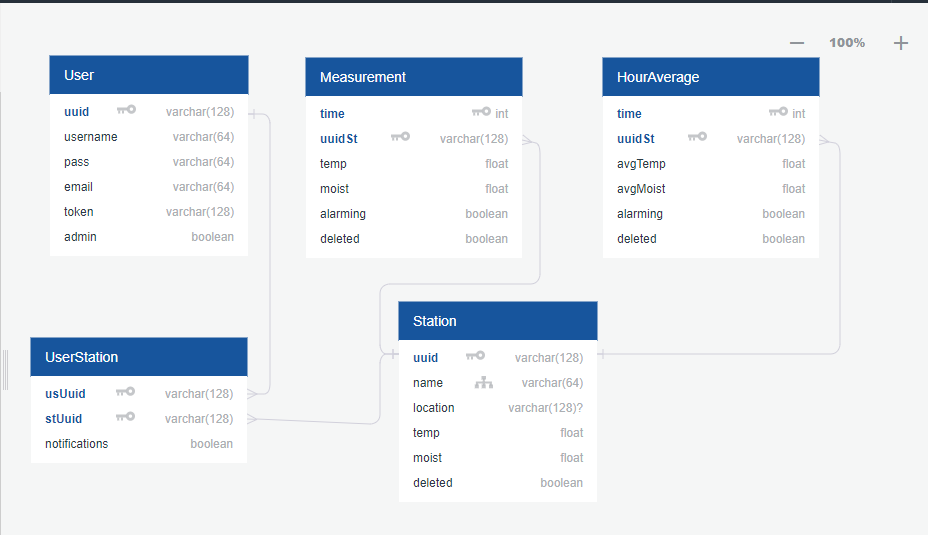 100%
User
uuid varchar(128)
username varchar(64)
pass varchar(64)
email varchar(64)
token varchar(128)
admin boolean
Measurement
time int
uuidSt varchar(128)
temp float
moist float
alarming boolean
deleted boolean
HourAverage
time int
uuidSt varchar(128)
avgTemp float
avgMoist float
alarming boolean
deleted boolean
UserStation
usUuid varchar(128)
stUuid varchar(128)
notifications boolean
Station
uuid varchar(128)
name varchar(64)
location varchar(128)?
temp float
moist float
deleted boolean